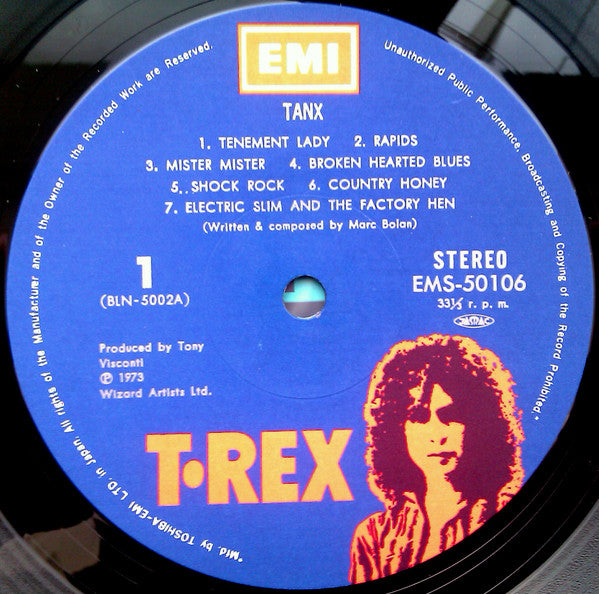 EMI
TANX
1. TENEMENT LADY 2. RAPIDS
3. MISTER MISTER 4. BROKEN HEARTED BLUES
5. SHOCK ROCK 6. COUNTRY HONEY
7. ELECTRIC SLIM AND THE FACTORY HEN
(Written & composed by Marc Bolan)
1
(BLN-5002A)
STEREO
EMS-50106
33⅓ r. p. m.
JASRAC
Produced by Tony
Visconti
℗ 1973
Wizard Artists Ltd.
T•REX
"Mfd. by TOSHIBA-EMI LTD. in Japan. All rights of the Manufacturer and of the Owner of the Recorded Work are Reserved. Unauthorized Public Performance, Broadcasting and Copying of the Record Prohibited."